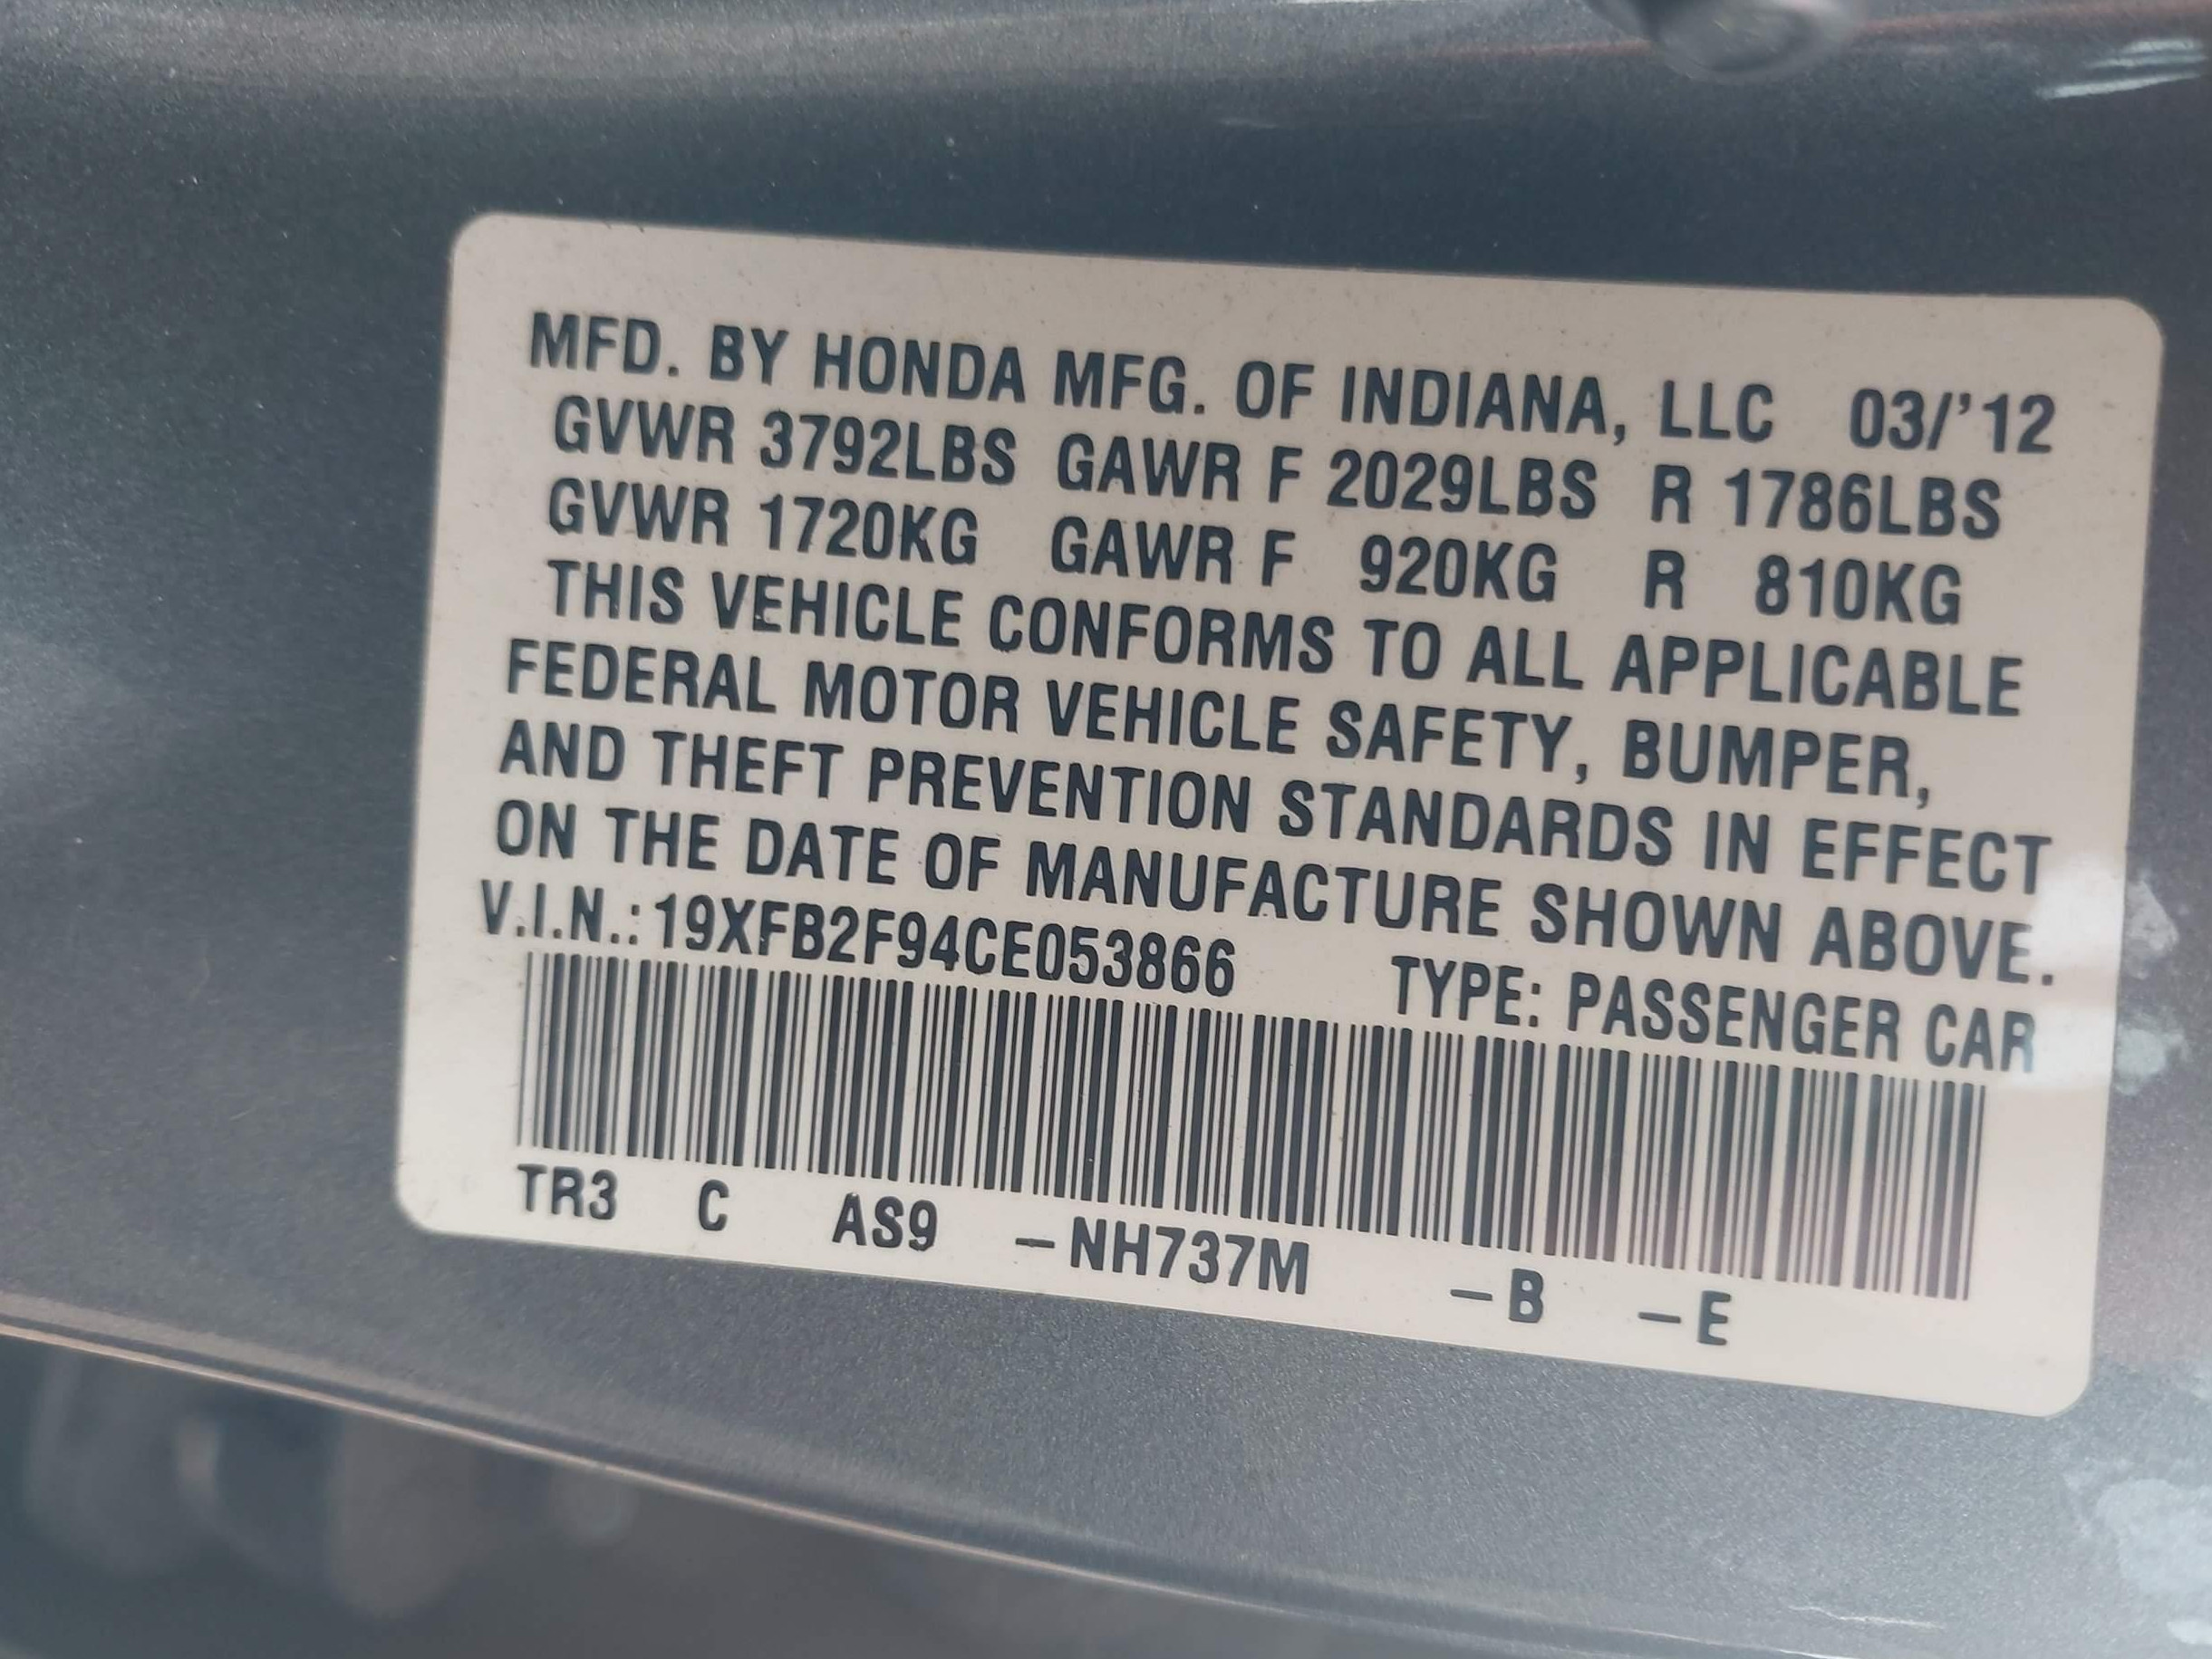 MFD. BY HONDA MFG. OF INDIANA, LLC 03/'12
GVWR 3792LBS GAWR F 2029LBS R 1786LBS
GVWR 1720KG GAWR F 920KG R 810KG
THIS VEHICLE CONFORMS TO ALL APPLICABLE
FEDERAL MOTOR VEHICLE SAFETY, BUMPER,
AND THEFT PREVENTION STANDARDS IN EFFECT
ON THE DATE OF MANUFACTURE SHOWN ABOVE.
V.I.N.: 19XFB2F94CE053866 TYPE: PASSENGER CAR
TR3 C AS9 -NH737M -B -E